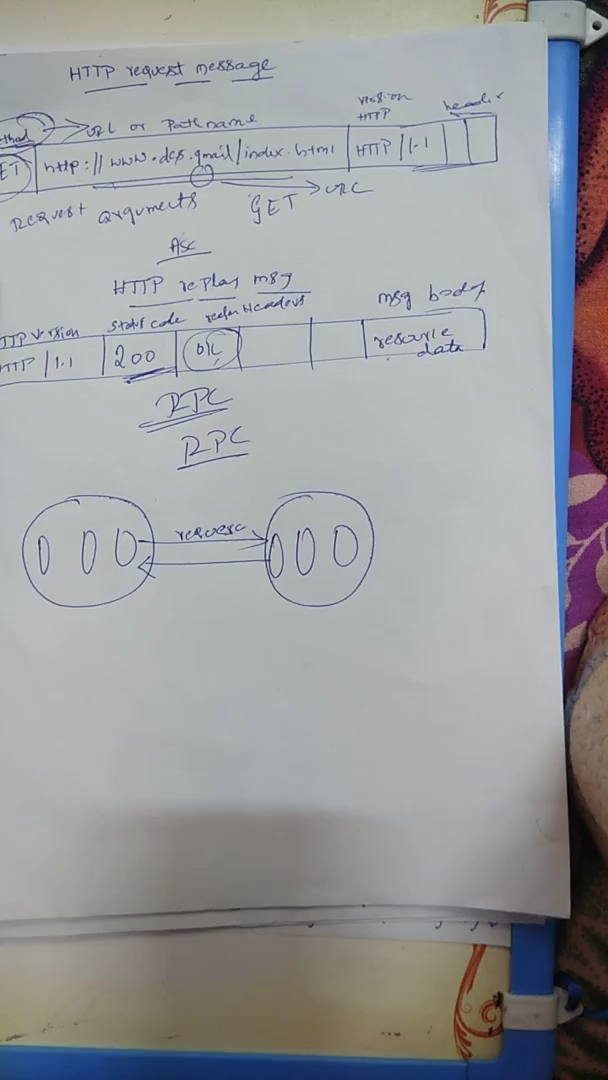 HTTP request message
URL or Pathname
version HTTP
header
GET http://www.dcs.gmail/index.html HTTP/1.1
Request arguments GET URL
HTTP replay msg
HTTP version status code Headers msg body
HTTP/1.1 200 OK resource data
RPC
RPC
request